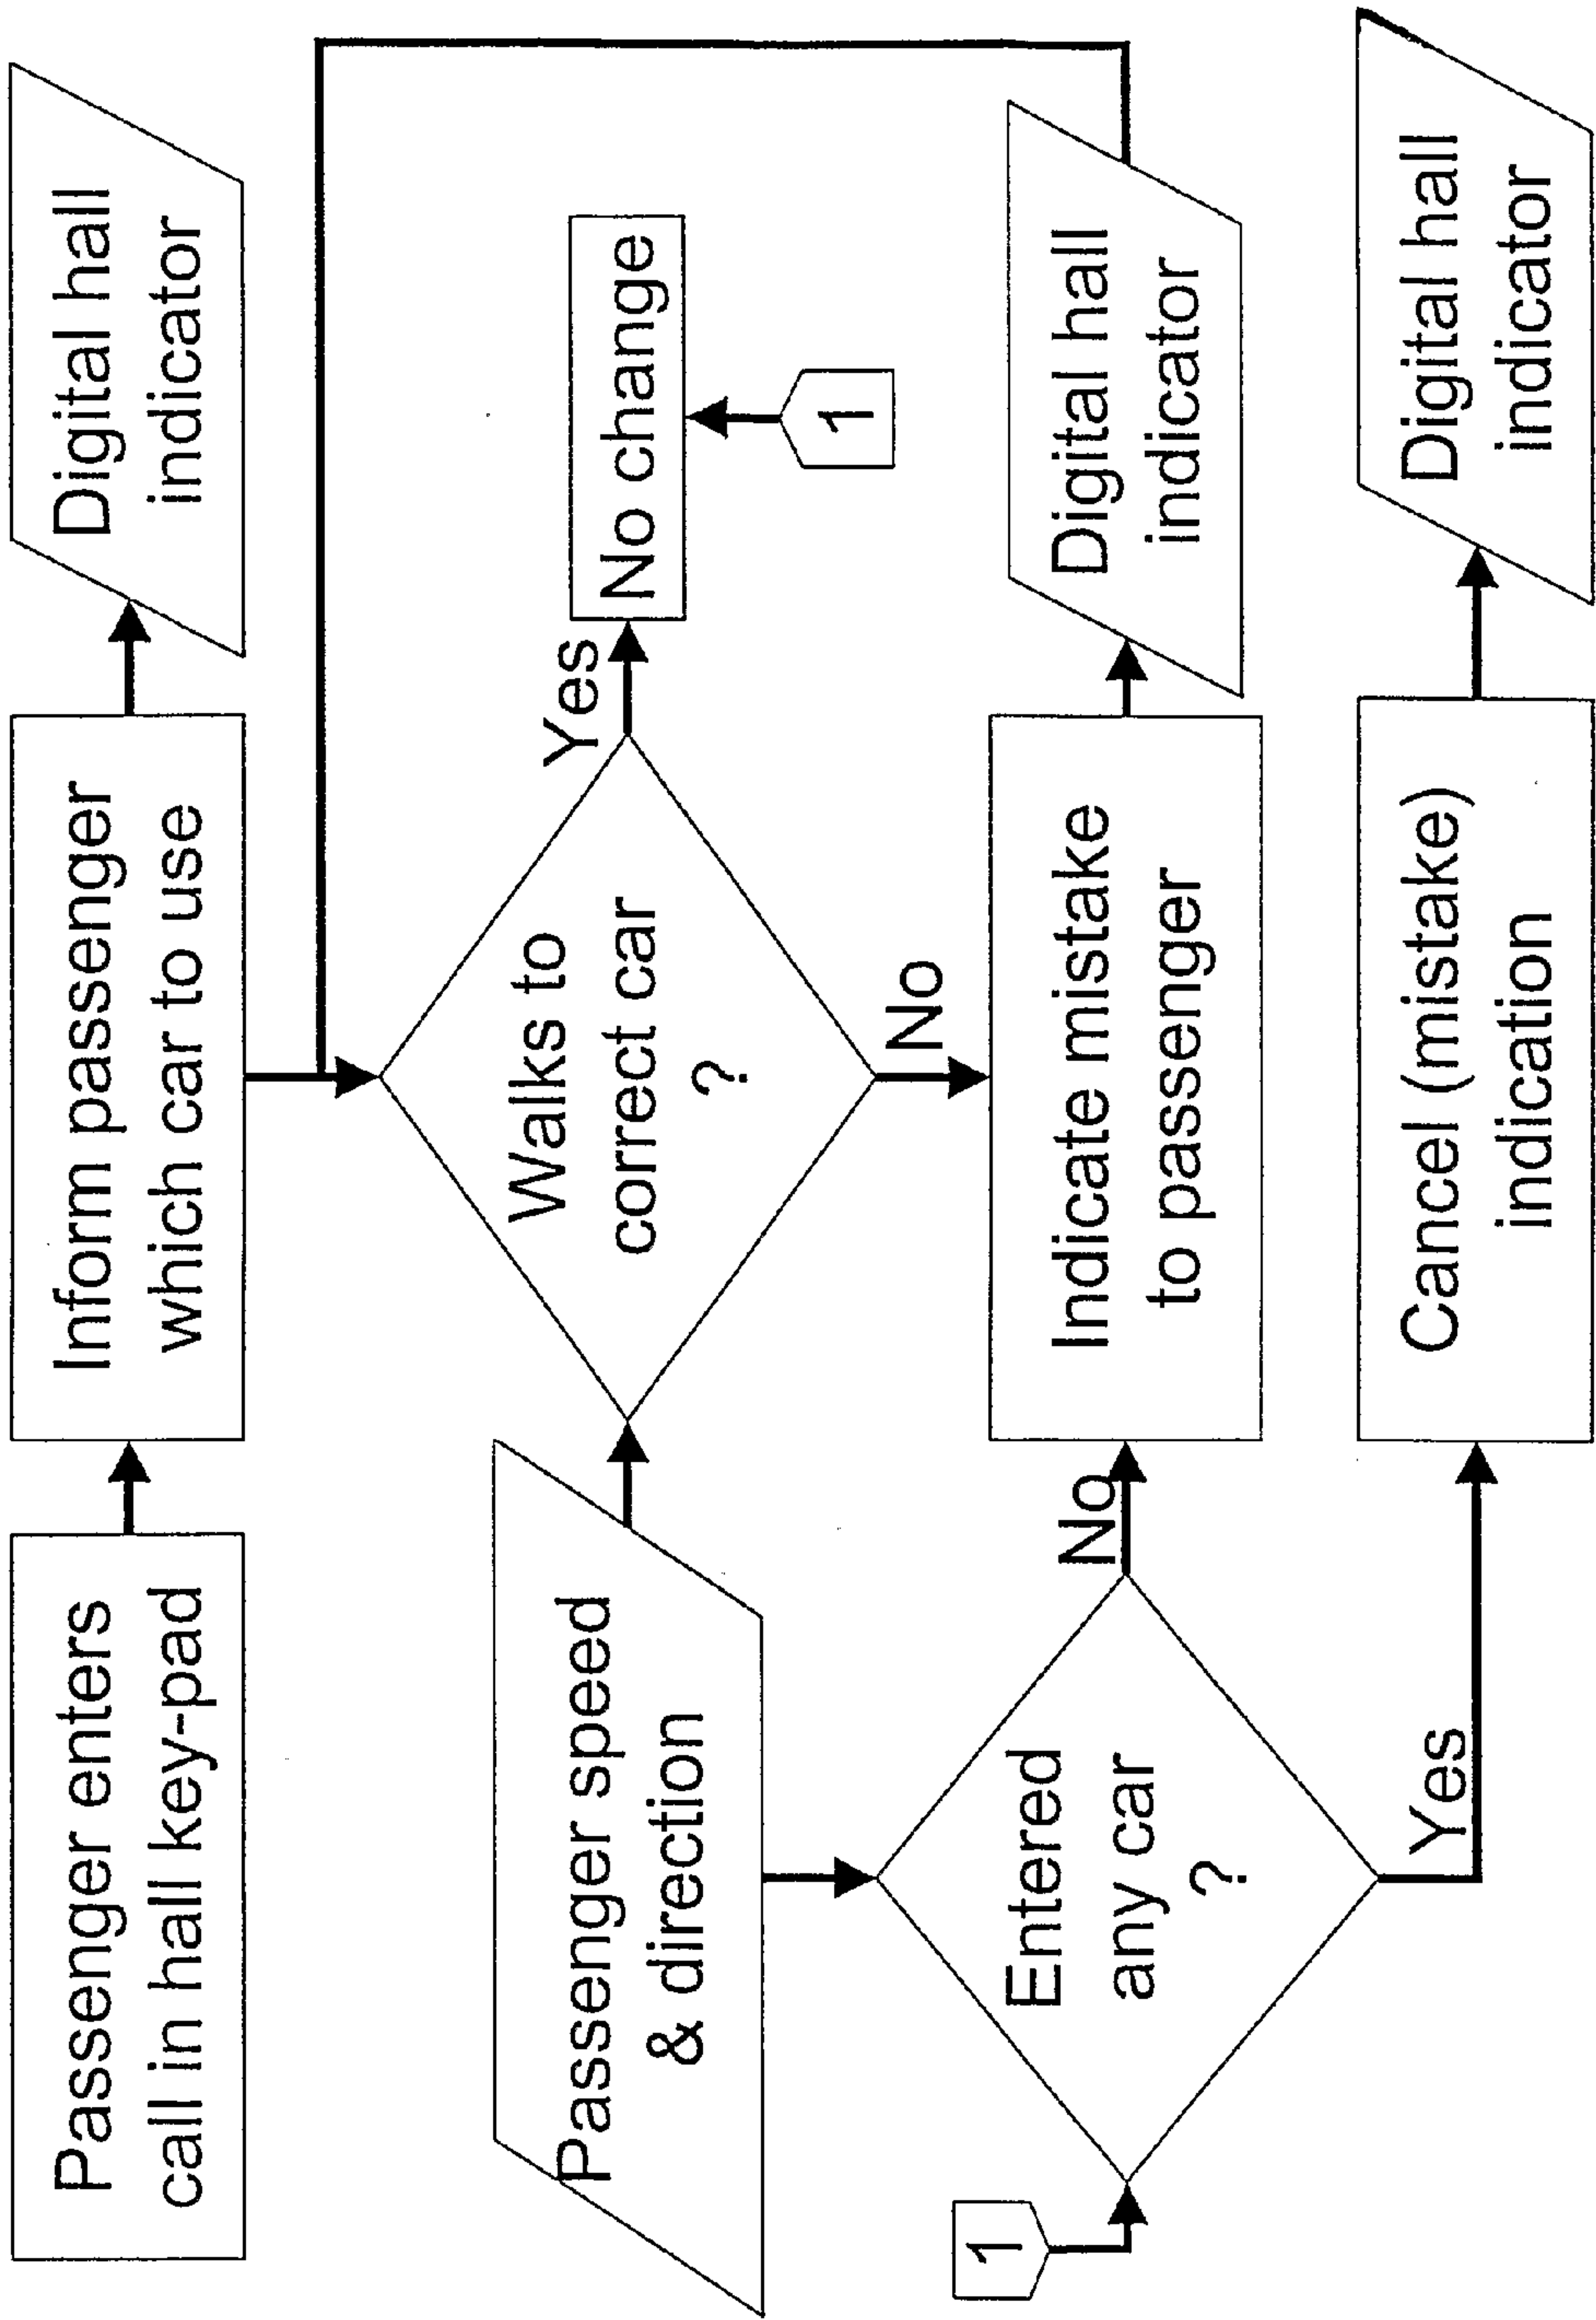 Passenger enters
call in hall key-pad
Inform passenger
which car to use
Digital hall
indicator
Passenger speed
& direction
Walks to
correct car
?
Yes
No change
1
No
1
Entered
any car
?
No
Indicate mistake
to passenger
Digital hall
indicator
Yes
Cancel (mistake)
indication
Digital hall
indicator